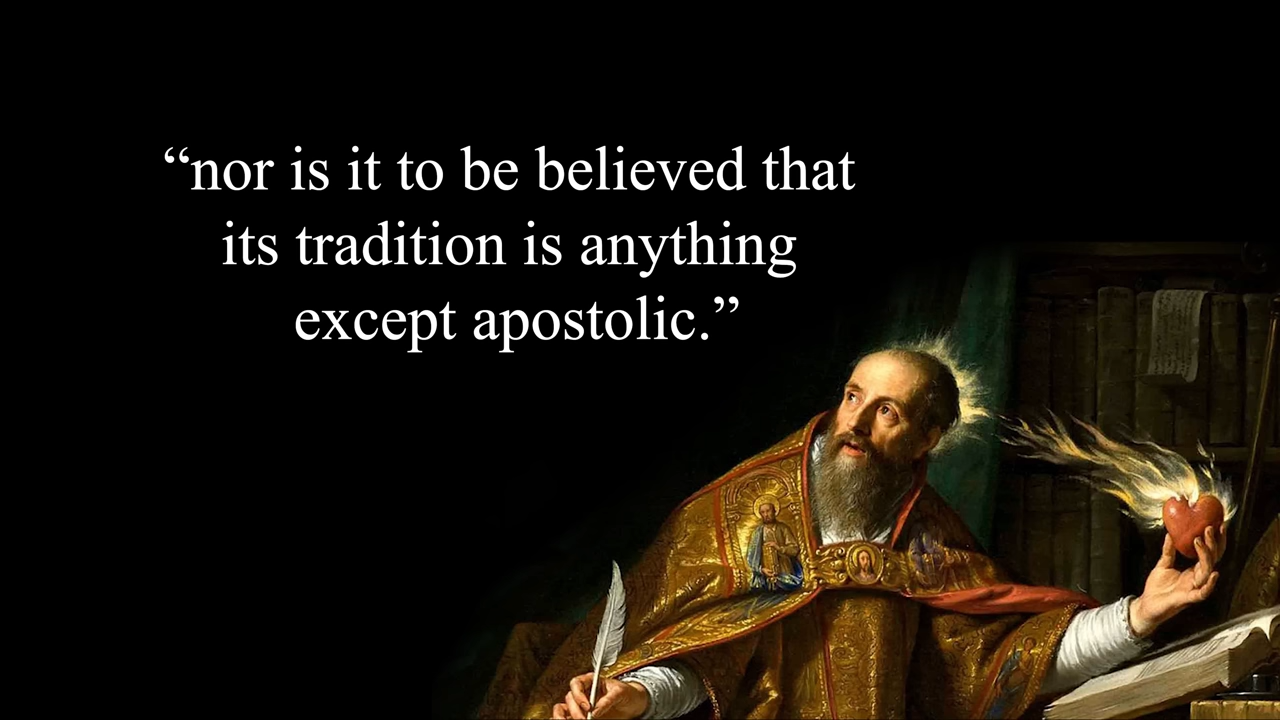 “nor is it to be believed that
its tradition is anything
except apostolic.”